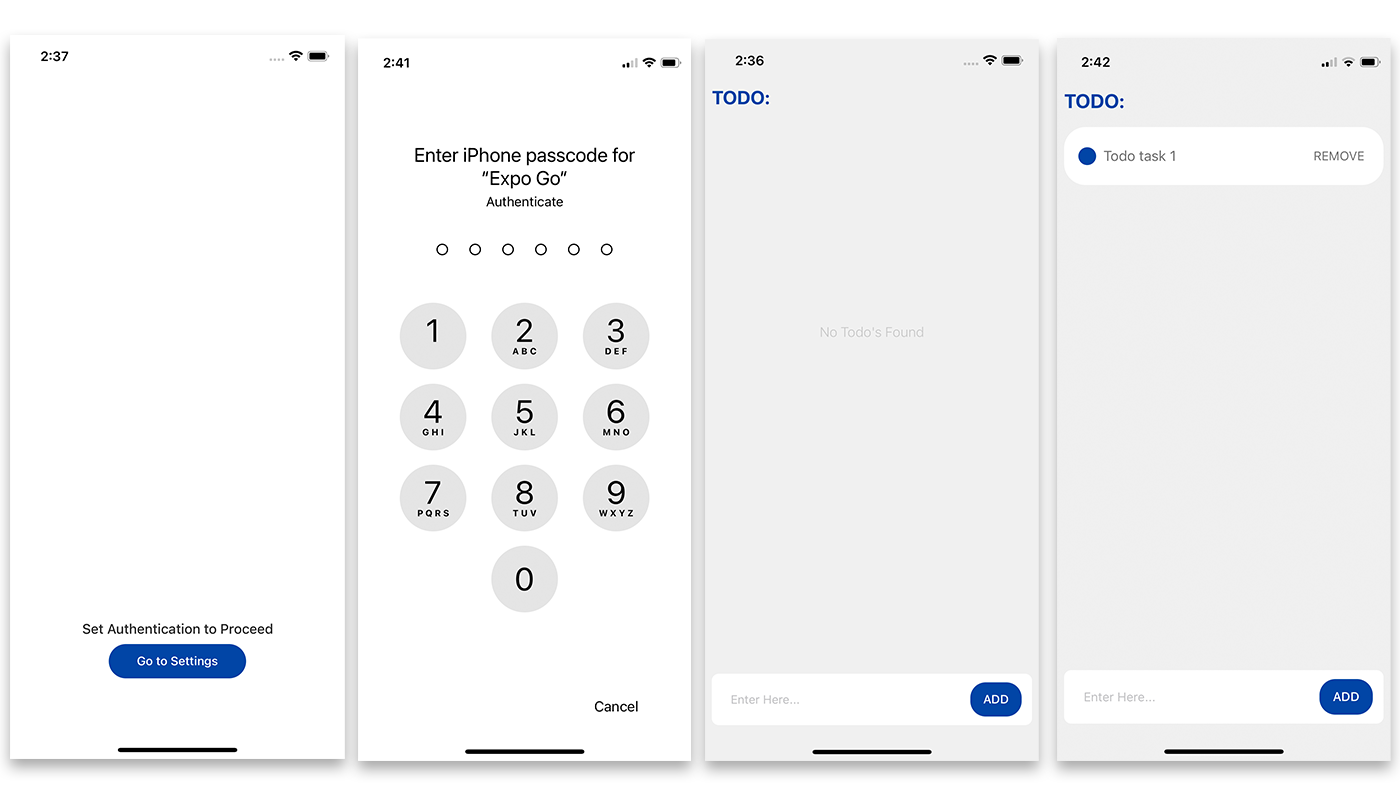 2:37
Set Authentication to Proceed
Go to Settings
2:41
Enter iPhone passcode for
“Expo Go”
Authenticate
1 2 3
ABC DEF
4 5 6
GHI JKL MNO
7 8 9
PQRS TUV WXYZ
0
Cancel
2:36
TODO:
No Todo's Found
Enter Here...
ADD
2:42
TODO:
Todo task 1 REMOVE
Enter Here...
ADD